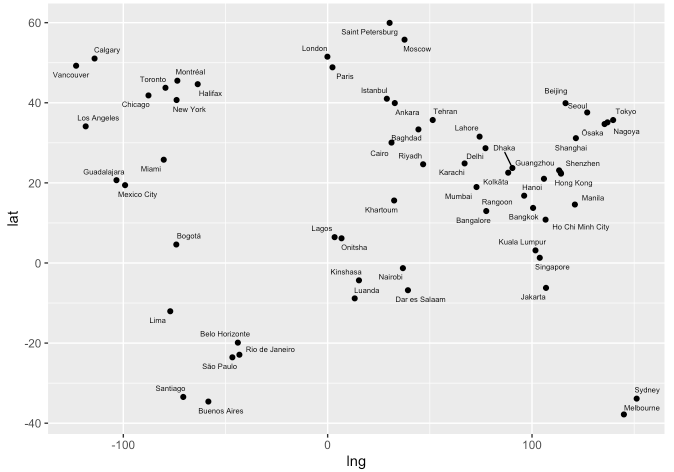 60
40
20
0
-20
-40
lat
Saint Petersburg
Moscow
London
Paris
Calgary
Vancouver
Toronto
Montréal
Halifax
Chicago
New York
Los Angeles
Miami
Guadalajara
Mexico City
Istanbul
Ankara
Tehran
Baghdad
Cairo
Riyadh
Lahore
Delhi
Karachi
Dhaka
Kolkāta
Guangzhou
Shenzhen
Hong Kong
Hanoi
Beijing
Seoul
Tokyo
Ōsaka
Nagoya
Shanghai
Mumbai
Rangoon
Bangalore
Bangkok
Manila
Ho Chi Minh City
Khartoum
Lagos
Onitsha
Kuala Lumpur
Singapore
Jakarta
Bogotá
Kinshasa
Luanda
Nairobi
Dar es Salaam
Lima
Belo Horizonte
Rio de Janeiro
São Paulo
Santiago
Buenos Aires
Sydney
Melbourne
-100
0
100
lng